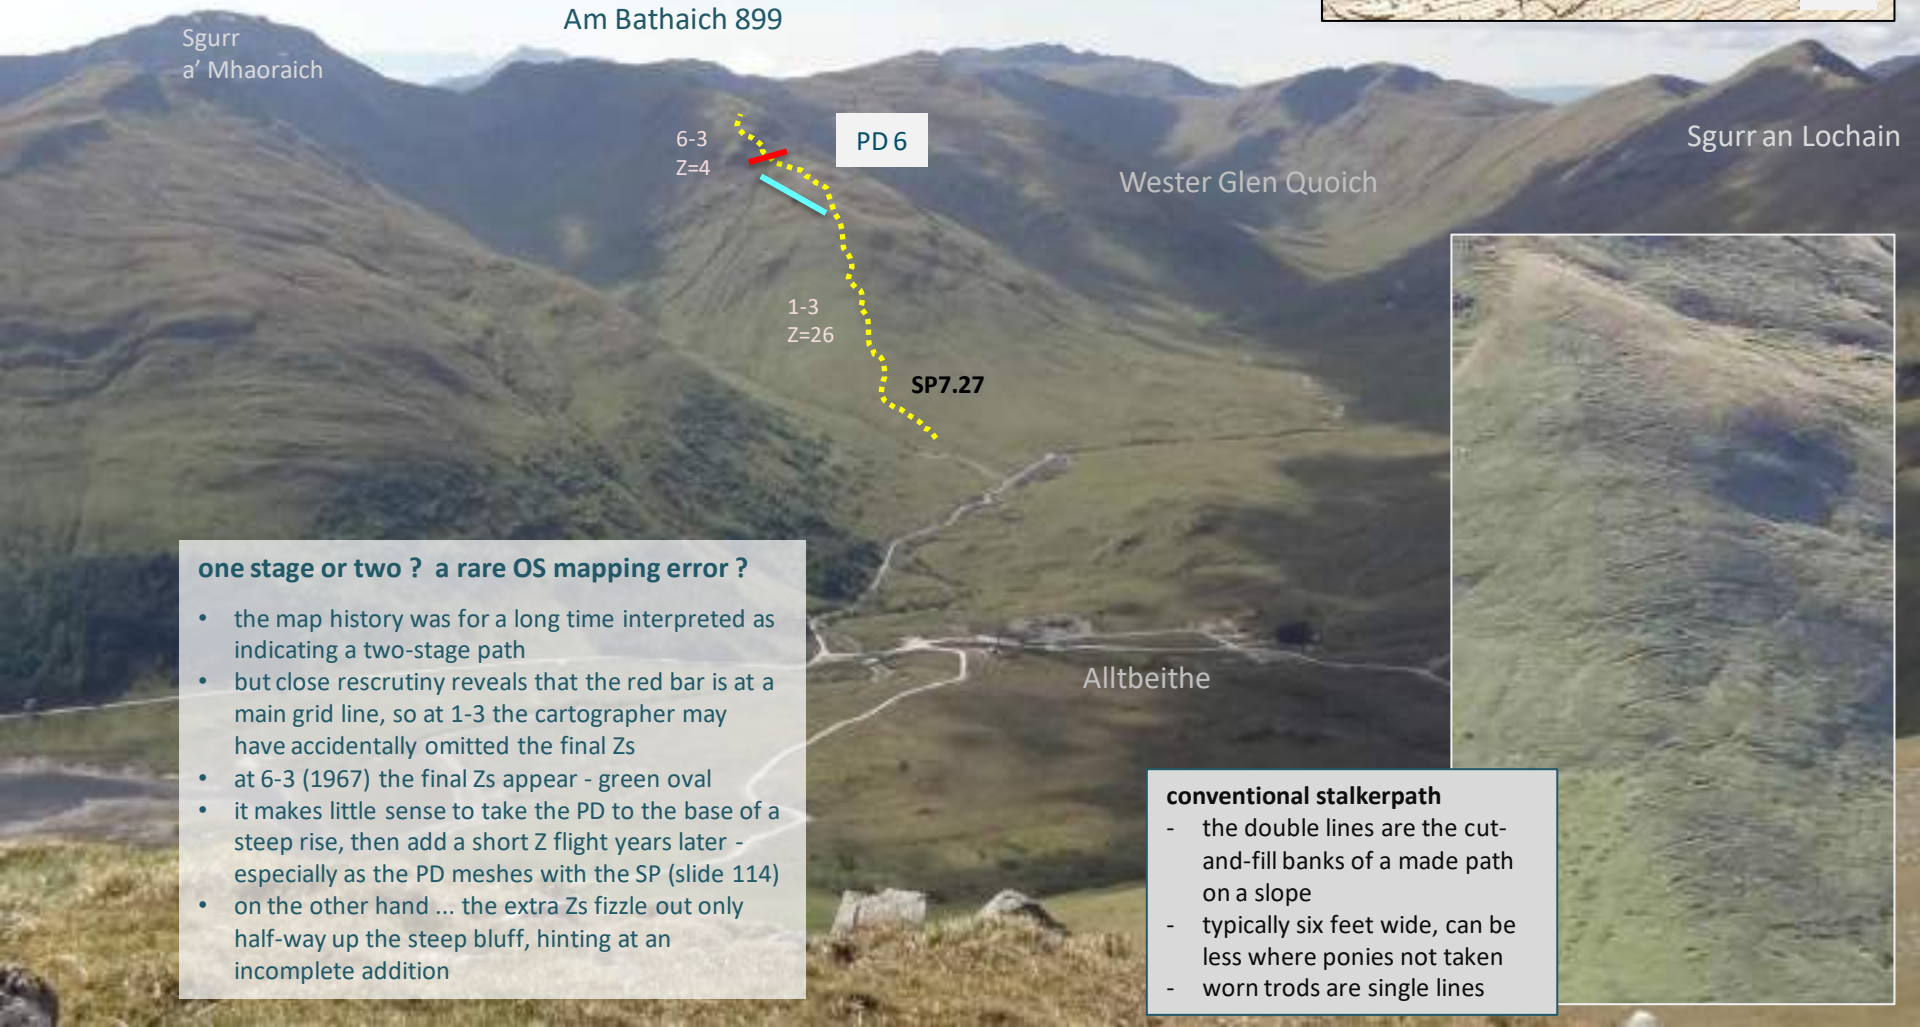 Am Bathaich 899
Sgurr
a' Mhaoraich
6-3
Z=4
PD 6
Sgurr an Lochain
Wester Glen Quoich
1-3
Z=26
SP7.27
Alltbeithe
one stage or two ? a rare OS mapping error ?
• the map history was for a long time interpreted as
indicating a two-stage path
• but close rescrutiny reveals that the red bar is at a
main grid line, so at 1-3 the cartographer may
have accidentally omitted the final Zs
• at 6-3 (1967) the final Zs appear - green oval
• it makes little sense to take the PD to the base of a
steep rise, then add a short Z flight years later -
especially as the PD meshes with the SP (slide 114)
• on the other hand ... the extra Zs fizzle out only
half-way up the steep bluff, hinting at an
incomplete addition
conventional stalkerpath
- the double lines are the cut-
and-fill banks of a made path
on a slope
- typically six feet wide, can be
less where ponies not taken
- worn trods are single lines